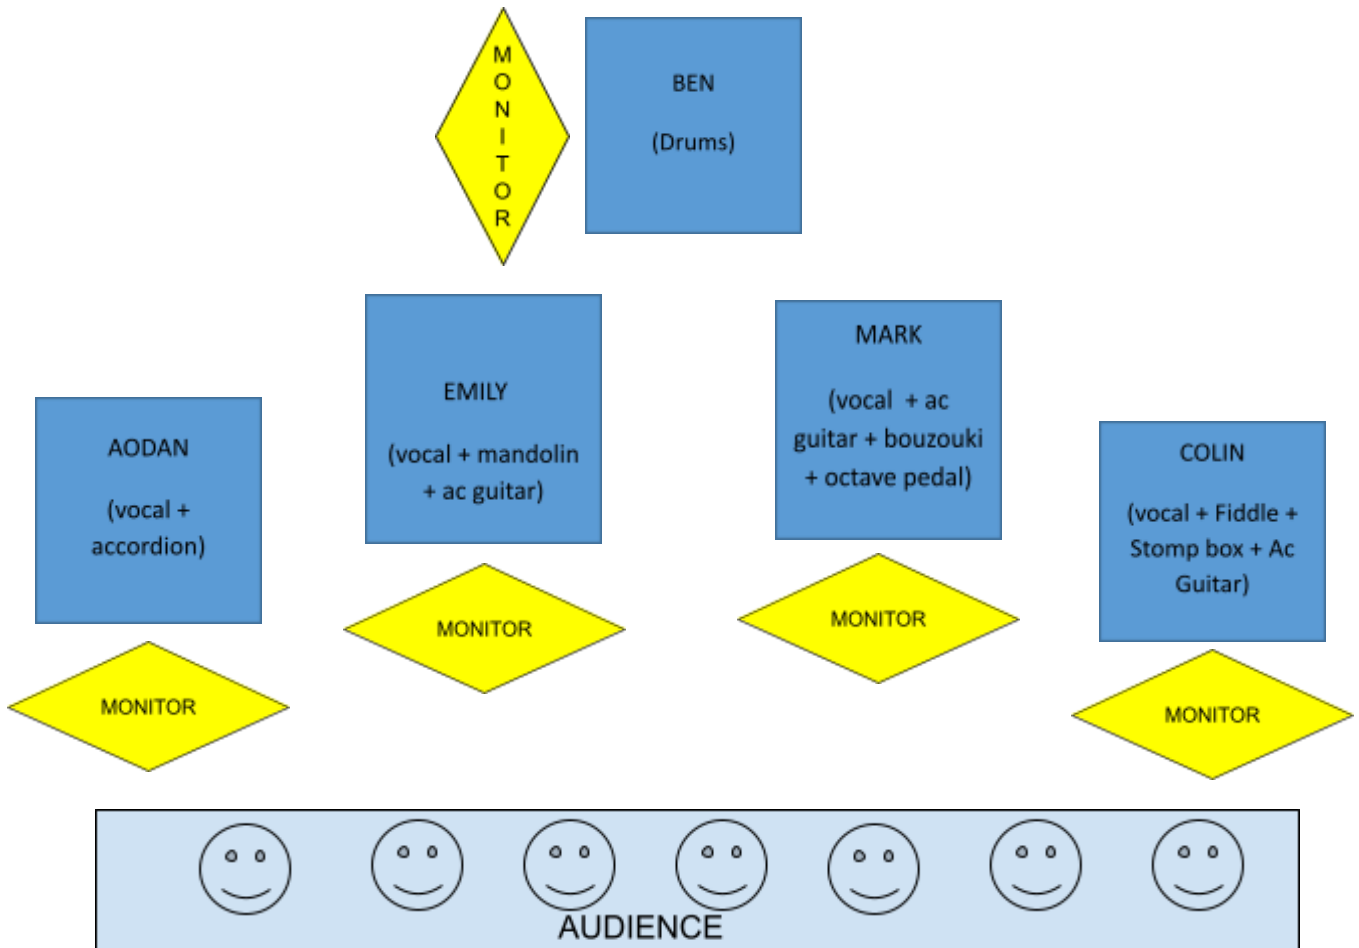 MONITOR
BEN
(Drums)
EMILY
(vocal + mandolin
+ ac guitar)
MARK
(vocal + ac
guitar + bouzouki
+ octave pedal)
AODAN
(vocal +
accordion)
COLIN
(vocal + Fiddle +
Stomp box + Ac
Guitar)
MONITOR
MONITOR
MONITOR
MONITOR
AUDIENCE